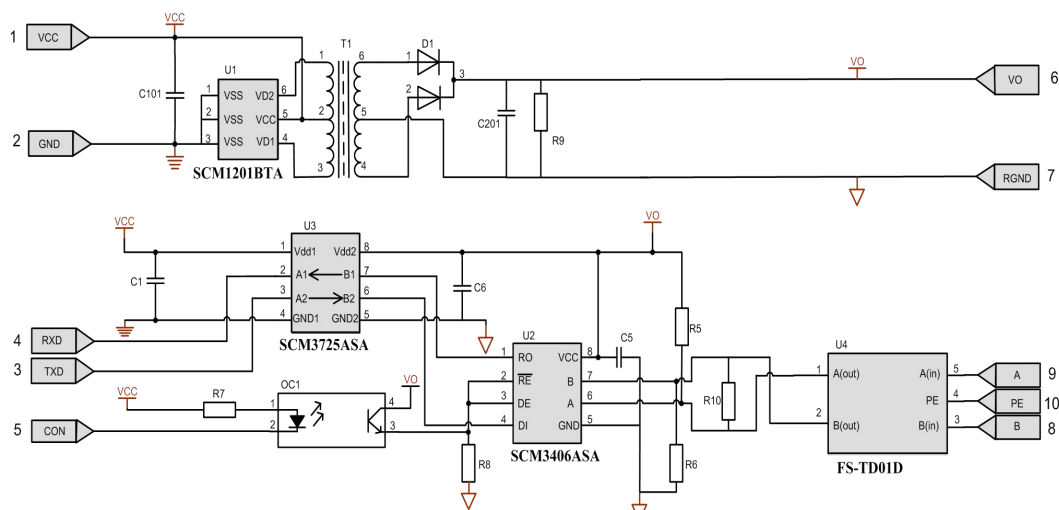 VCC
T1
D1
VO
1 VCC
U1
1
6
1
3
VO 6
C101
1 VSS VD2 6
2
2 VSS VCC 5
2
5
C201
R9
2 GND
3 VSS VD1 4
3
4
SCM1201BTA
RGND 7
VCC
U3
VO
1 Vdd1 Vdd2 8
C1
2 A1 B1 7
C6
3 A2 B2 6
4 GND1 GND2 5
R5
4 RXD
SCM3725ASA
U2
C5
U4
3 TXD
1 RO VCC 8
1 A(out) A(in) 5
A 9
VCC
R7
OC1
VO
2 RE B 7
R10
PE 4
PE 10
1
4
3 DE A 6
2 B(out) B(in) 3
B 8
5 CON
2
3
4 DI GND 5
R8
SCM3406ASA
R6
FS-TD01D